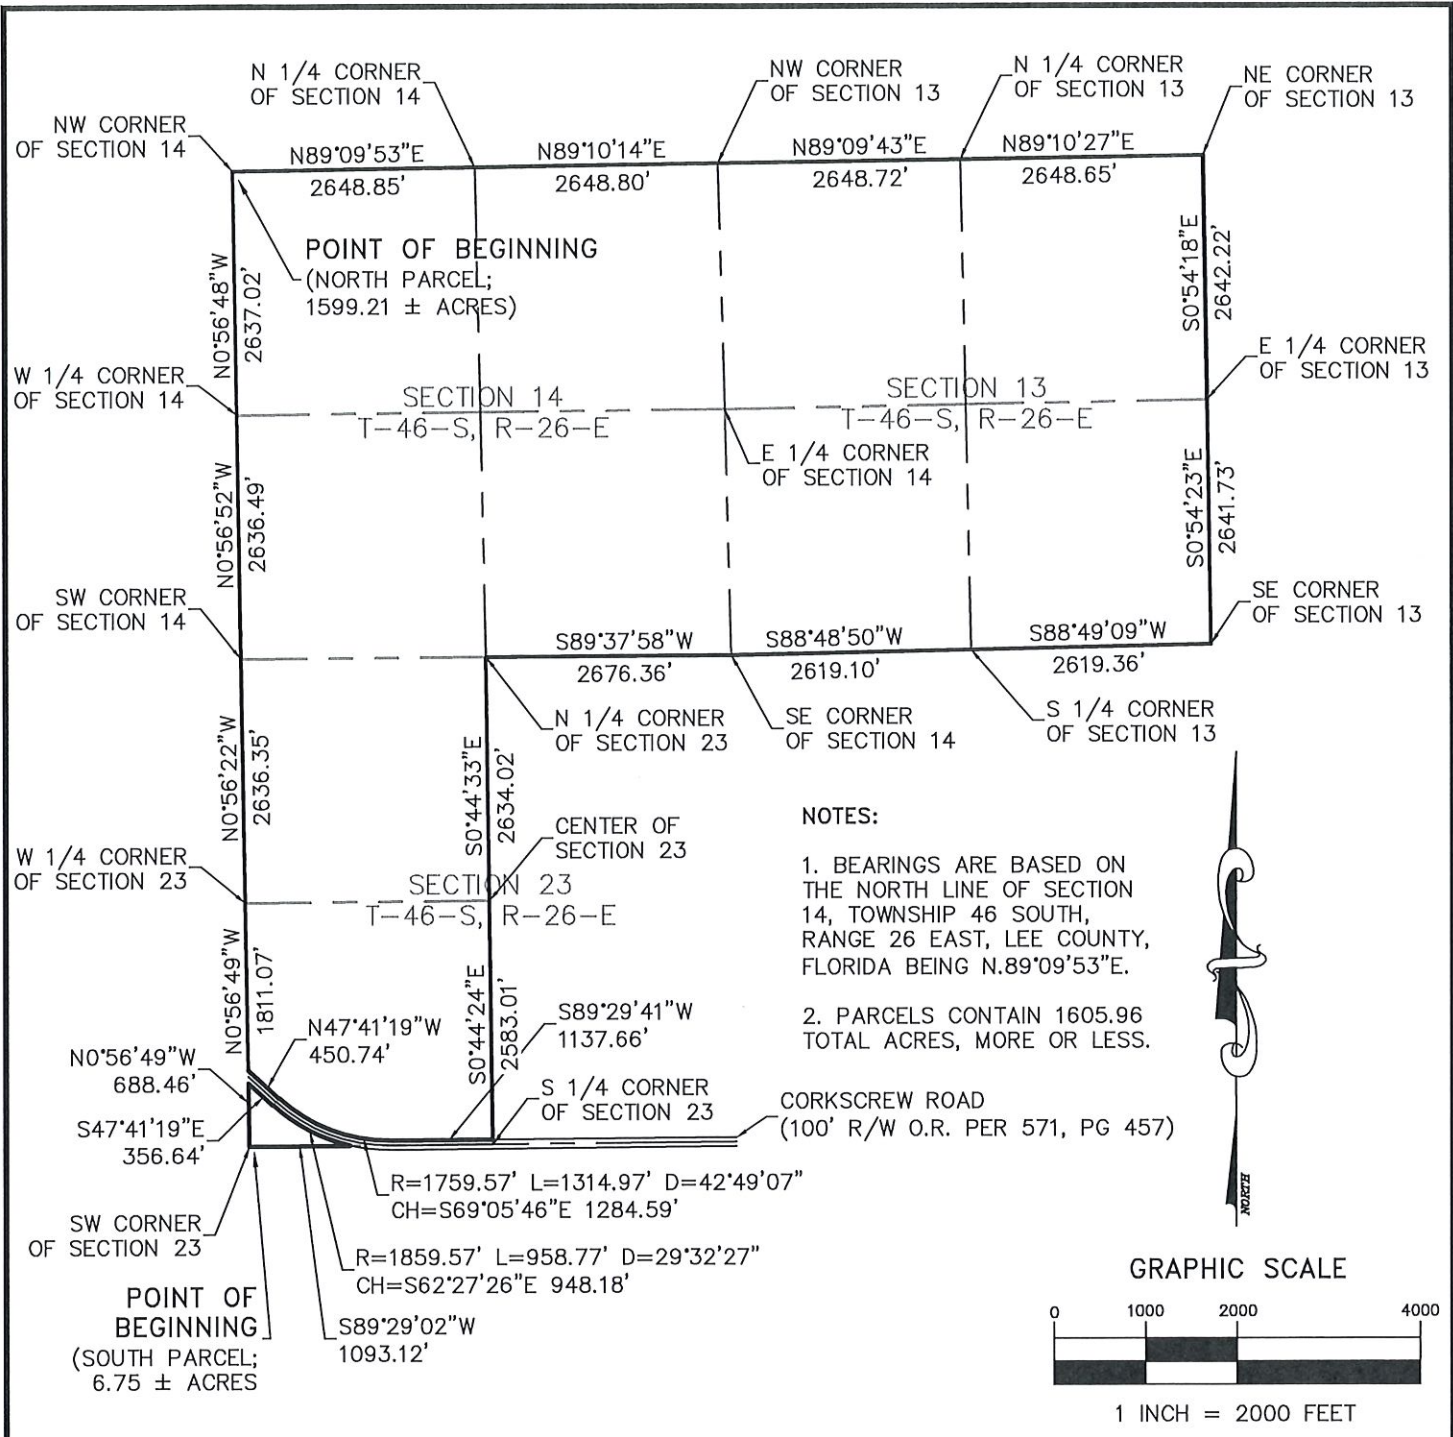 N 1/4 CORNER
OF SECTION 14
NW CORNER
OF SECTION 13
N 1/4 CORNER
OF SECTION 13
NE CORNER
OF SECTION 13
NW CORNER
OF SECTION 14
N89°09'53"E
2648.85'
N89°10'14"E
2648.80'
N89°09'43"E
2648.72'
N89°10'27"E
2648.65'
POINT OF BEGINNING
(NORTH PARCEL;
1599.21 ± ACRES)
N0°56'48"W
2637.02'
S0°54'18"E
2642.22'
W 1/4 CORNER
OF SECTION 14
SECTION 14
T-46-S, R-26-E
SECTION 13
T-46-S, R-26-E
E 1/4 CORNER
OF SECTION 13
E 1/4 CORNER
OF SECTION 14
N0°56'52"W
2636.49'
S0°54'23"E
2641.73'
SW CORNER
OF SECTION 14
SE CORNER
OF SECTION 13
S89°37'58"W
2676.36'
S88°48'50"W
2619.10'
S88°49'09"W
2619.36'
N 1/4 CORNER
OF SECTION 23
SE CORNER
OF SECTION 14
S 1/4 CORNER
OF SECTION 13
N0°56'22"W
2636.35'
S0°44'33"E
2634.02'
CENTER OF
SECTION 23
W 1/4 CORNER
OF SECTION 23
SECTION 23
T-46-S, R-26-E
NOTES:
1. BEARINGS ARE BASED ON
THE NORTH LINE OF SECTION
14, TOWNSHIP 46 SOUTH,
RANGE 26 EAST, LEE COUNTY,
FLORIDA BEING N.89°09'53"E.
2. PARCELS CONTAIN 1605.96
TOTAL ACRES, MORE OR LESS.
N0°56'49"W
1811.07'
S0°44'24"E
2583.01'
N47°41'19"W
450.74'
S89°29'41"W
1137.66'
N0°56'49"W
688.46'
S47°41'19"E
356.64'
S 1/4 CORNER
OF SECTION 23
CORKSCREW ROAD
(100' R/W O.R. PER 571, PG 457)
R=1759.57' L=1314.97' D=42°49'07"
CH=S69°05'46"E 1284.59'
SW CORNER
OF SECTION 23
R=1859.57' L=958.77' D=29°32'27"
CH=S62°27'26"E 948.18'
POINT OF
BEGINNING
(SOUTH PARCEL;
6.75 ± ACRES
S89°29'02"W
1093.12'
NORTH
GRAPHIC SCALE
0 1000 2000 4000
1 INCH = 2000 FEET